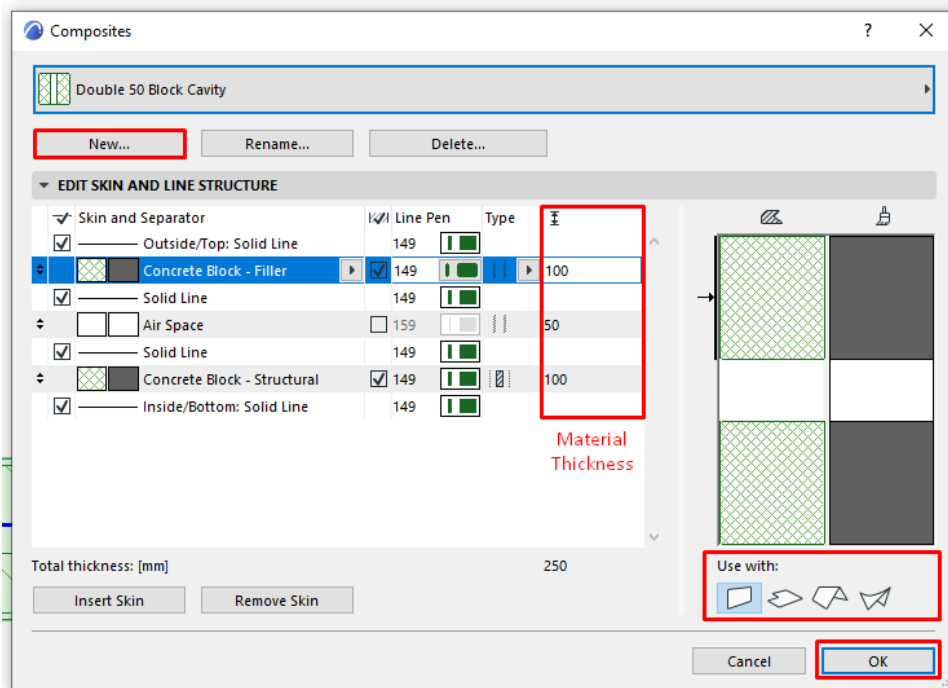 Composites
?
Double 50 Block Cavity
New...
Rename...
Delete...
EDIT SKIN AND LINE STRUCTURE
Skin and Separator Line Pen Type
Outside/Top: Solid Line 149
Concrete Block - Filler 149 100
Solid Line 149
Air Space 159 50
Solid Line 149
Concrete Block - Structural 149 100
Inside/Bottom: Solid Line 149
Material
Thickness
Total thickness: [mm] 250
Use with:
Insert Skin
Remove Skin
Cancel
OK